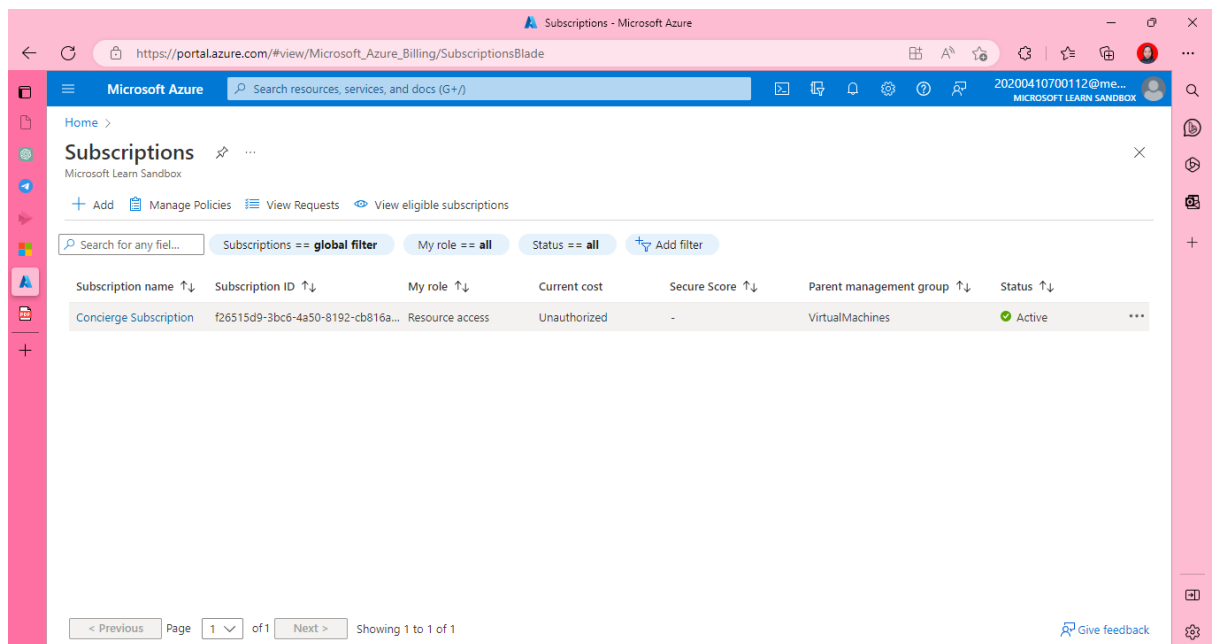 Subscriptions - Microsoft Azure
https://portal.azure.com/#view/Microsoft_Azure_Billing/SubscriptionsBlade
Microsoft Azure
Search resources, services, and docs (G+/)
20200410700112@me...
MICROSOFT LEARN SANDBOX
Home >
Subscriptions
Microsoft Learn Sandbox
+ Add Manage Policies View Requests View eligible subscriptions
Search for any fiel... Subscriptions == global filter My role == all Status == all Add filter
Subscription name ↑↓ Subscription ID ↑↓ My role ↑↓ Current cost Secure Score ↑↓ Parent management group ↑↓ Status ↑↓
Concierge Subscription f26515d9-3bc6-4a50-8192-cb816a... Resource access Unauthorized - VirtualMachines Active ...
< Previous Page 1 of 1 Next > Showing 1 to 1 of 1
Give feedback